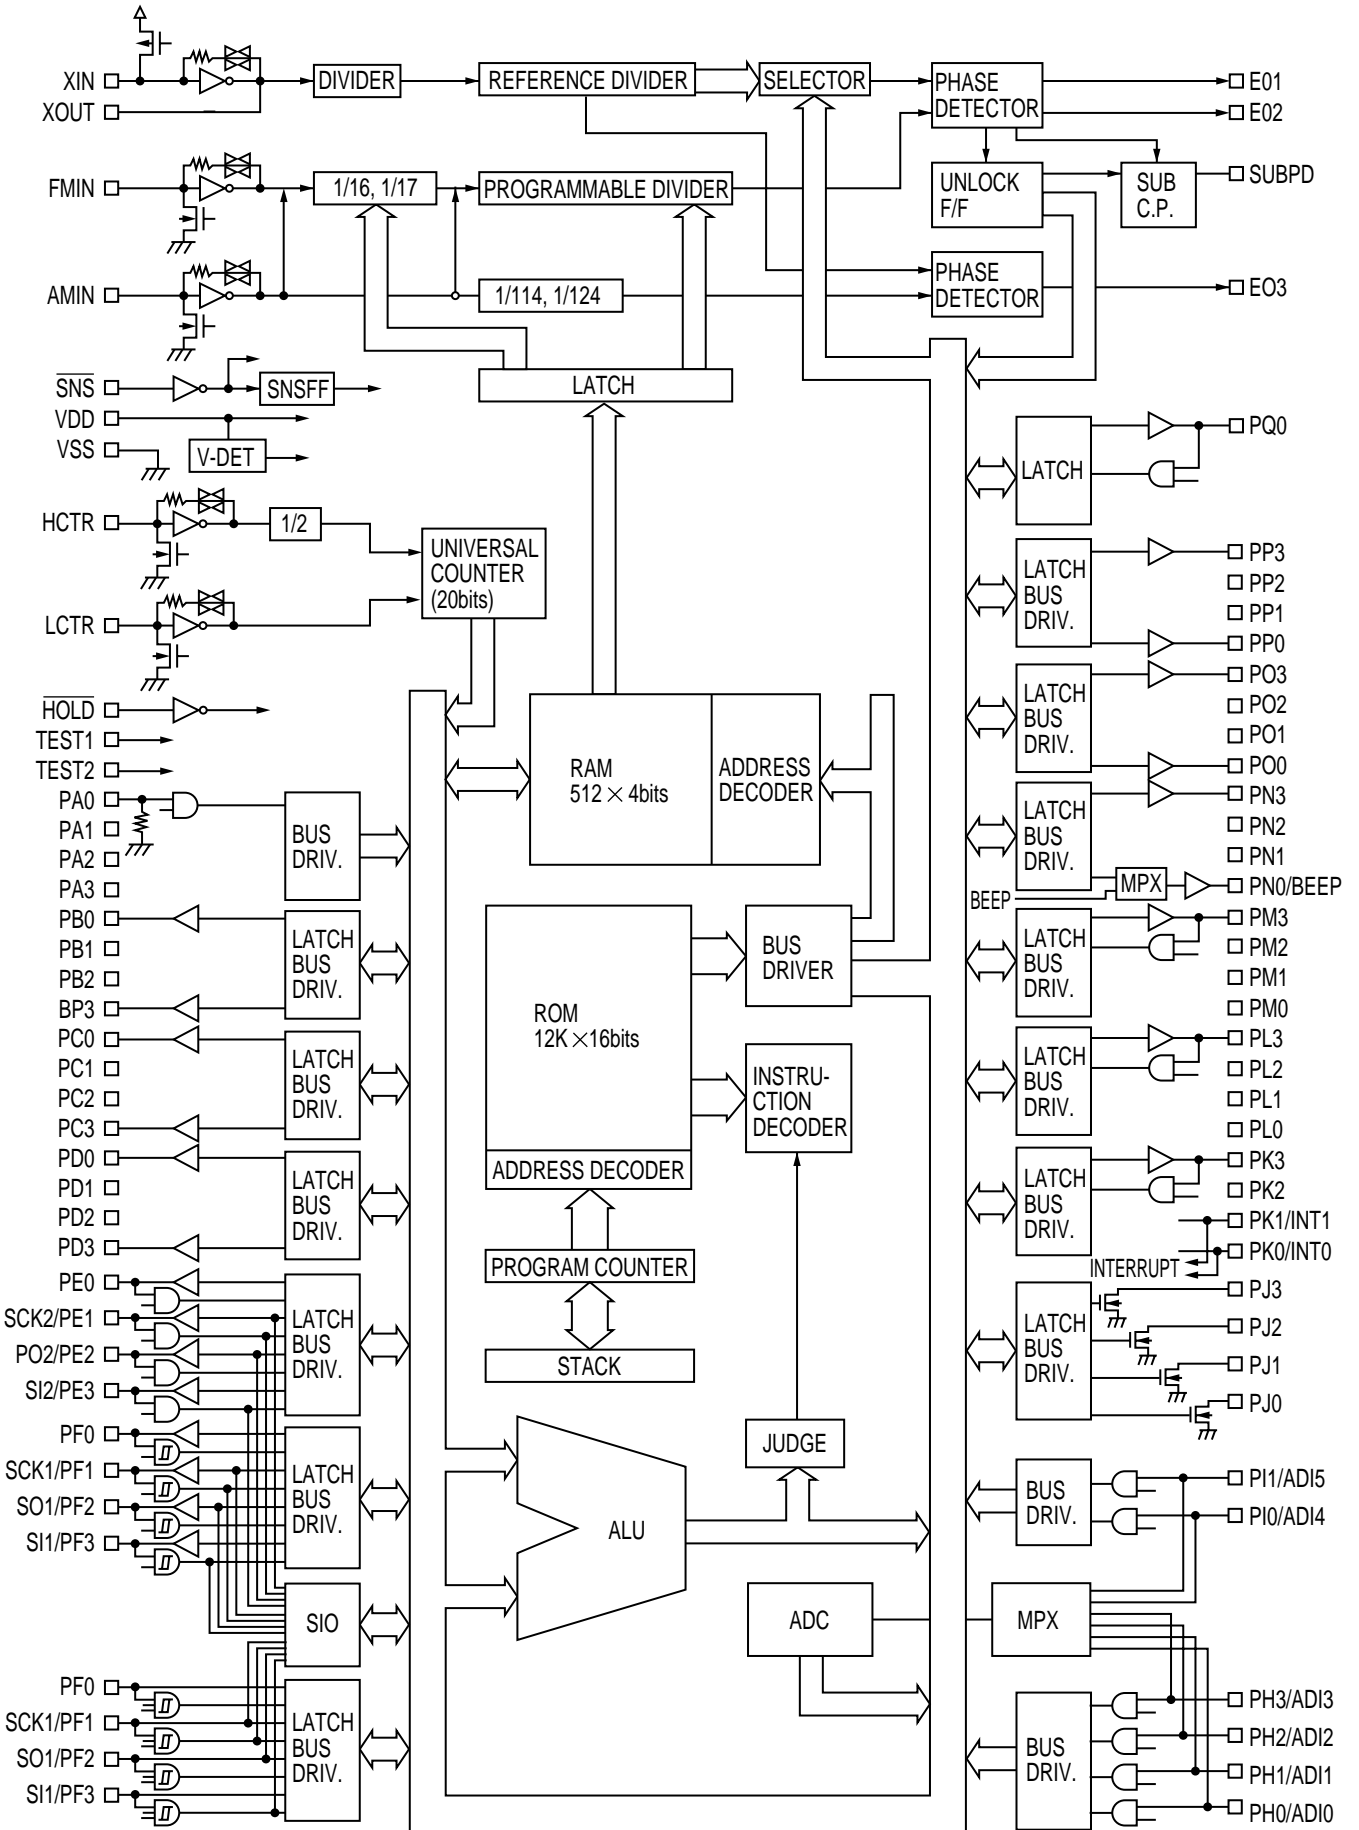 XIN
DIVIDER
REFERENCE DIVIDER
SELECTOR
PHASE
DETECTOR
E01
XOUT
E02
FMIN
1/16, 1/17
PROGRAMMABLE DIVIDER
UNLOCK
F/F
SUB
C.P.
SUBPD
AMIN
1/114, 1/124
PHASE
DETECTOR
EO3
SNS
SNSFF
LATCH
VDD
VSS
V-DET
PQ0
LATCH
HCTR
1/2
UNIVERSAL
COUNTER
(20bits)
LCTR
LATCH
BUS
DRIV.
PP3
PP2
PP1
PP0
HOLD
TEST1
TEST2
RAM
512 × 4bits
ADDRESS
DECODER
LATCH
BUS
DRIV.
PO3
PO2
PO1
PO0
PA0
PA1
PA2
PA3
BUS
DRIV.
LATCH
BUS
DRIV.
PN3
PN2
PN1
MPX
PN0/BEEP
BEEP
PB0
PB1
PB2
BP3
LATCH
BUS
DRIV.
ROM
12K ×16bits
BUS
DRIVER
LATCH
BUS
DRIV.
PM3
PM2
PM1
PM0
PC0
PC1
PC2
PC3
LATCH
BUS
DRIV.
INSTRU-
CTION
DECODER
LATCH
BUS
DRIV.
PL3
PL2
PL1
PL0
PD0
PD1
PD2
PD3
LATCH
BUS
DRIV.
ADDRESS DECODER
PROGRAM COUNTER
STACK
LATCH
BUS
DRIV.
PK3
PK2
PK1/INT1
PK0/INT0
INTERRUPT
PE0
SCK2/PE1
PO2/PE2
SI2/PE3
LATCH
BUS
DRIV.
LATCH
BUS
DRIV.
PJ3
PJ2
PJ1
PJ0
PF0
SCK1/PF1
SO1/PF2
SI1/PF3
LATCH
BUS
DRIV.
ALU
JUDGE
BUS
DRIV.
PI1/ADI5
PI0/ADI4
SIO
ADC
MPX
PF0
SCK1/PF1
SO1/PF2
SI1/PF3
LATCH
BUS
DRIV.
BUS
DRIV.
PH3/ADI3
PH2/ADI2
PH1/ADI1
PH0/ADI0